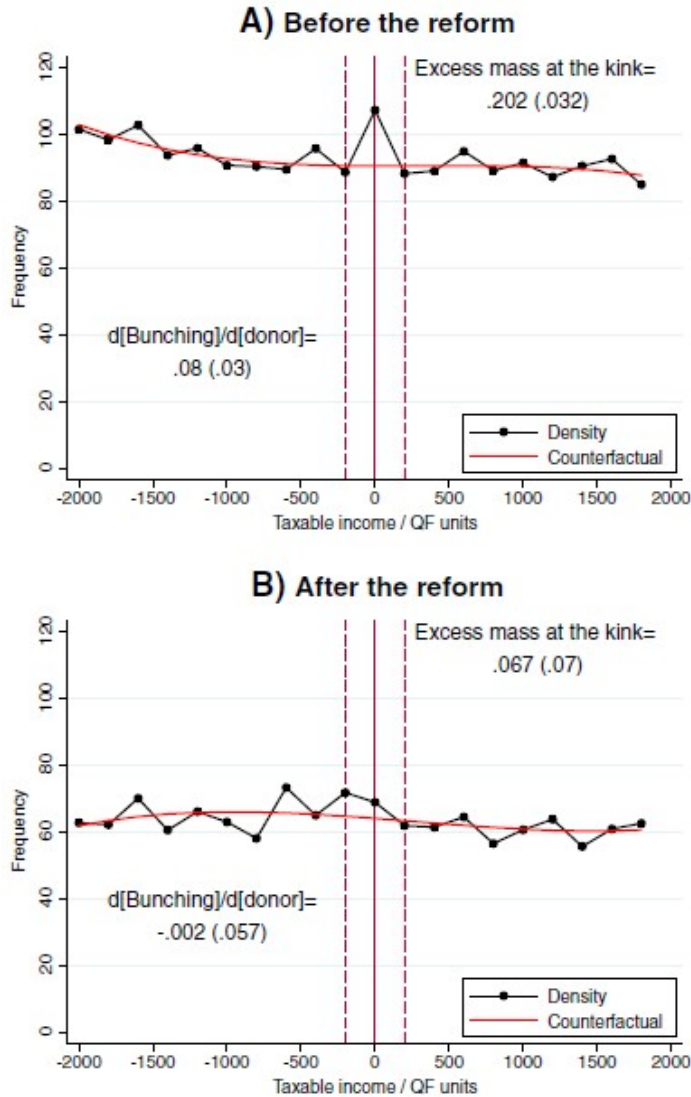 A) Before the reform
Excess mass at the kink=
.202 (.032)
d[Bunching]/d[donor]=
.08 (.03)
Frequency
0
20
40
60
80
100
120
Density
Counterfactual
-2000
-1500
-1000
-500
0
500
1000
1500
2000
Taxable income / QF units
B) After the reform
Excess mass at the kink=
.067 (.07)
d[Bunching]/d[donor]=
-.002 (.057)
Frequency
0
20
40
60
80
100
120
Density
Counterfactual
-2000
-1500
-1000
-500
0
500
1000
1500
2000
Taxable income / QF units